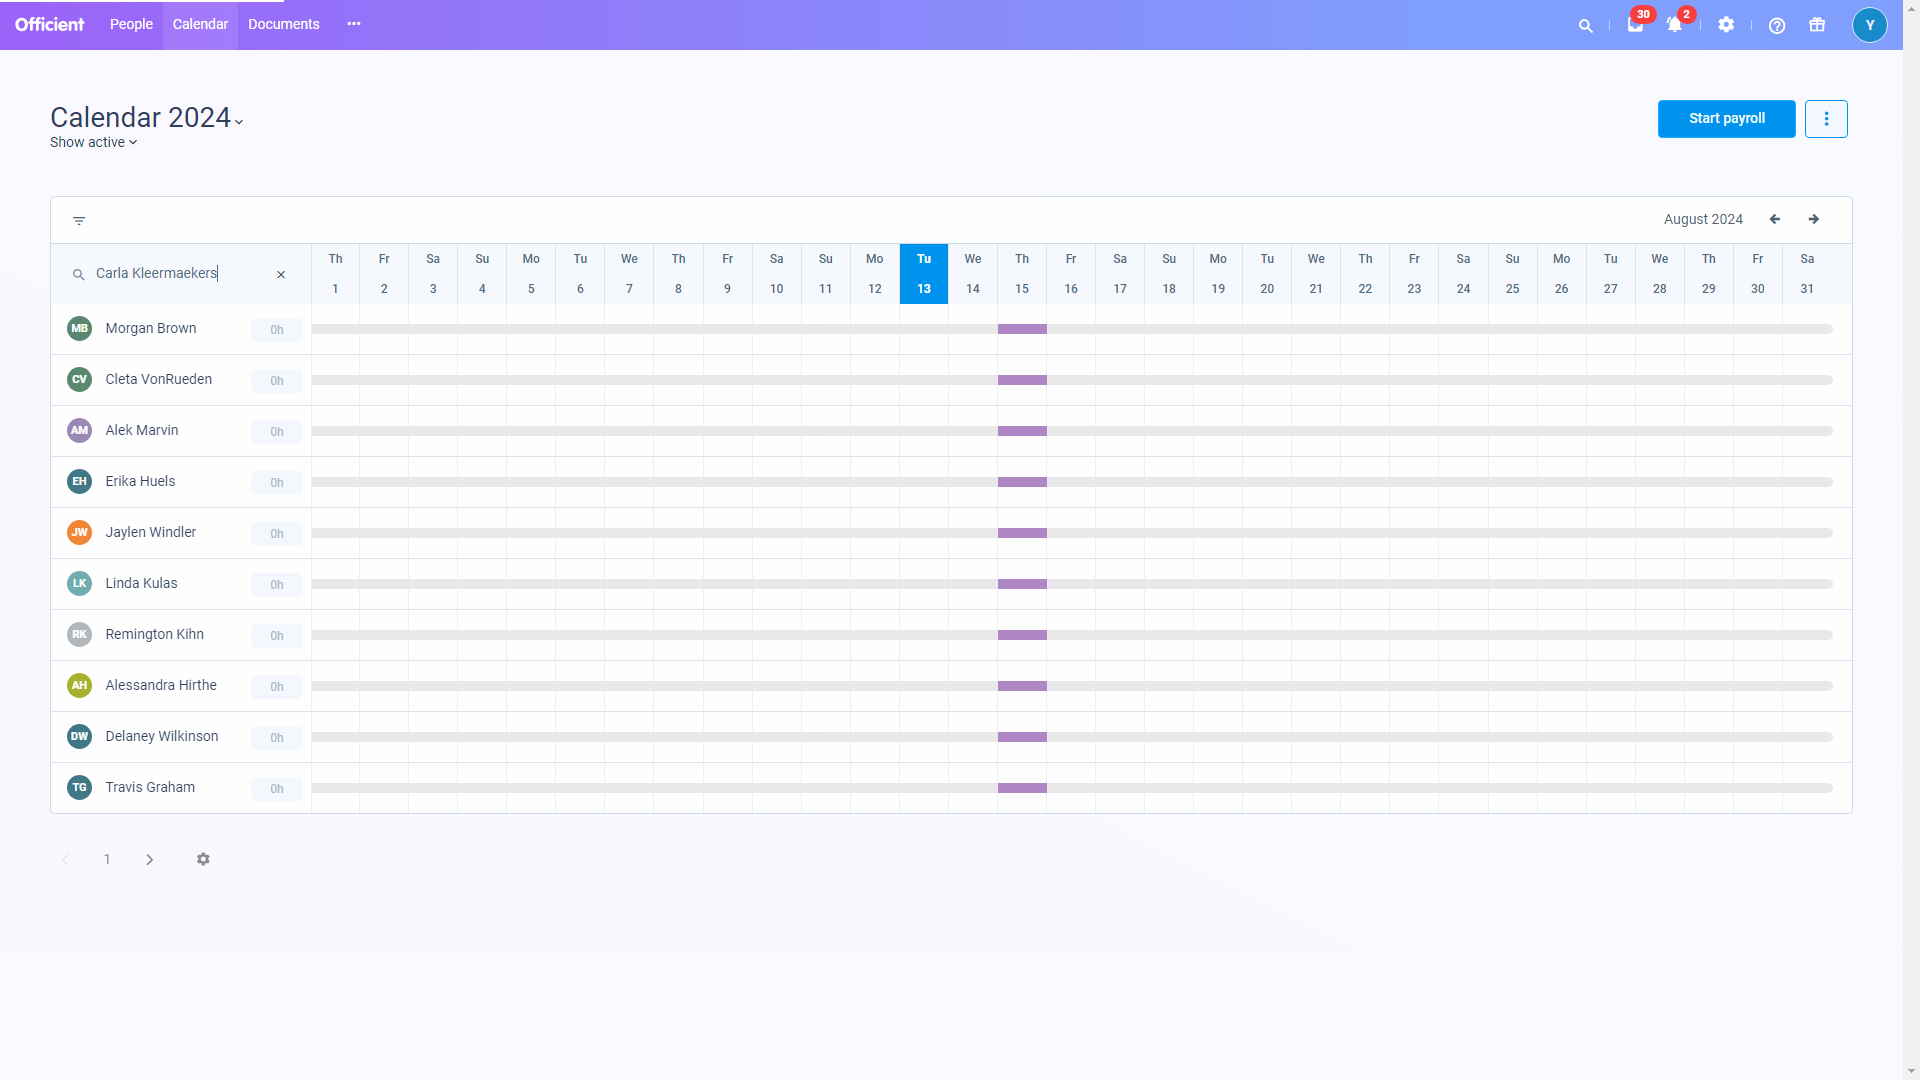 Officient People Calendar Documents ··· 30 2 Y
Calendar 2024
Show active
Start payroll
August 2024
Carla Kleermaekers
Th Fr Sa Su Mo Tu We Th Fr Sa Su Mo Tu We Th Fr Sa Su Mo Tu We Th Fr Sa Su Mo Tu We Th Fr Sa
1 2 3 4 5 6 7 8 9 10 11 12 13 14 15 16 17 18 19 20 21 22 23 24 25 26 27 28 29 30 31
MB Morgan Brown 0h
CV Cleta VonRueden 0h
AM Alek Marvin 0h
EH Erika Huels 0h
JW Jaylen Windler 0h
LK Linda Kulas 0h
RK Remington Kihn 0h
AH Alessandra Hirthe 0h
DW Delaney Wilkinson 0h
TG Travis Graham 0h
1